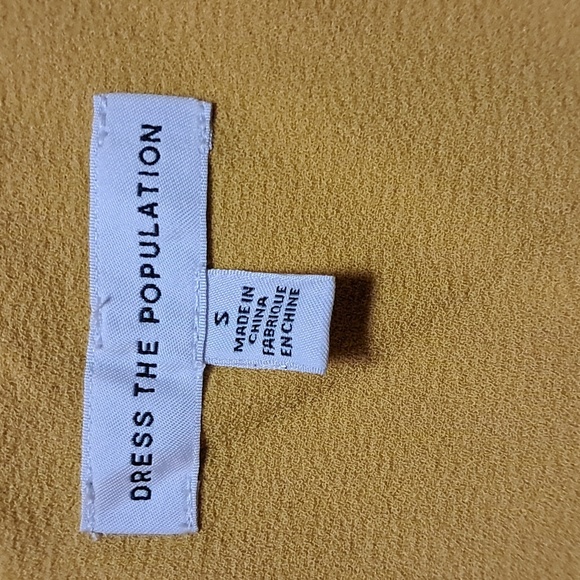 DRESS THE POPULATION
S
MADE IN
CHINA
FABRIQUE
EN CHINE